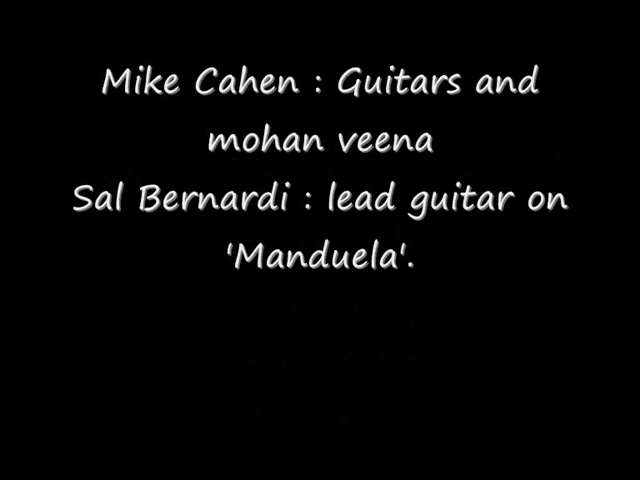 Mike Cahen : Guitars and
mohan veena
Sal Bernardi : lead guitar on
'Manduela'.